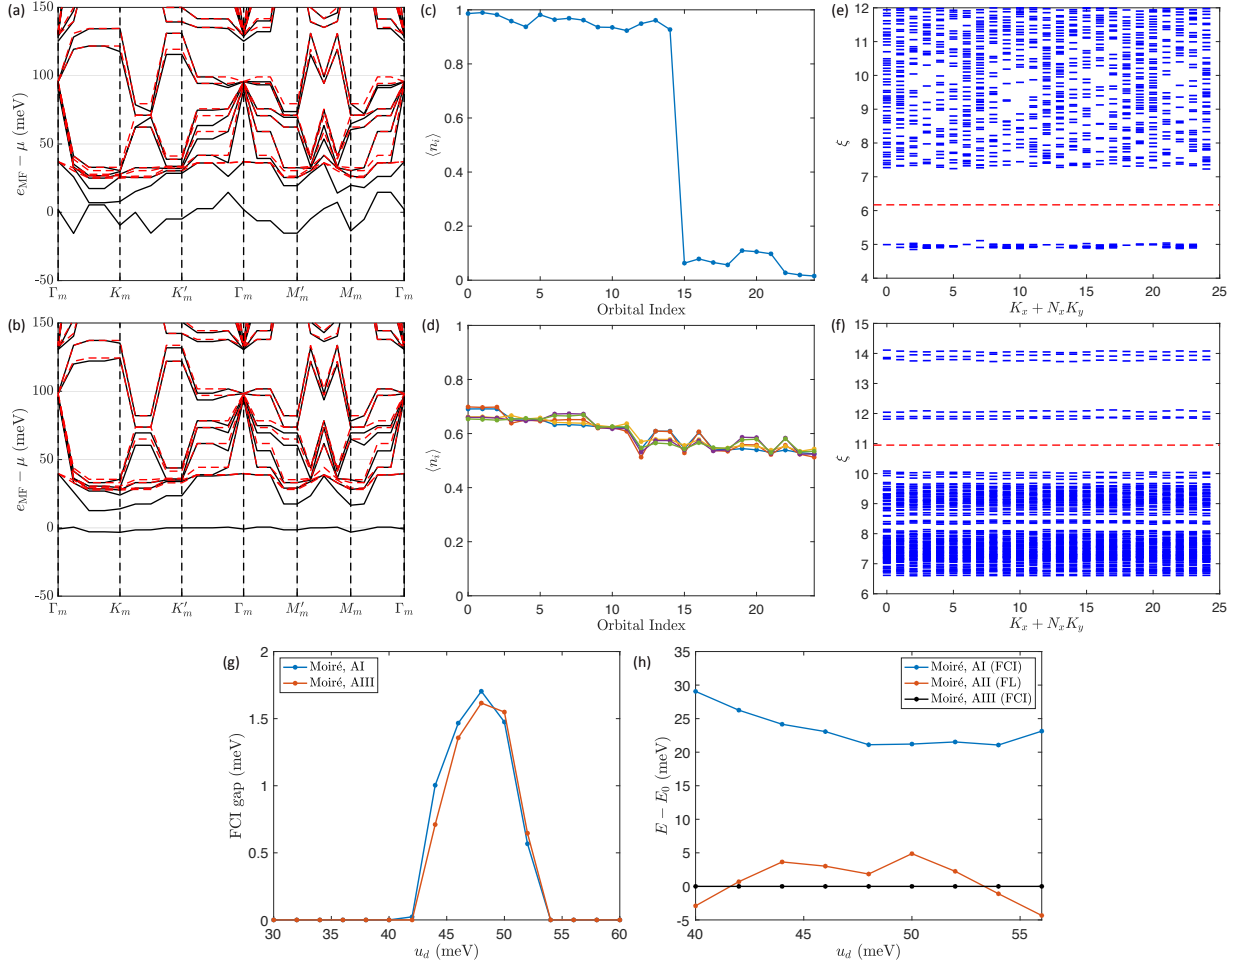 (a)
150
100
50
0
-50
e_MF − μ (meV)
Γ_m K_m K′_m Γ_m M′_m M_m Γ_m
(c)
1
0.8
0.6
0.4
0.2
0
⟨n_i⟩
0 5 10 15 20
Orbital Index
(e)
12
11
10
9
8
7
6
5
4
ξ
0 5 10 15 20 25
K_x + N_xK_y
(b)
150
100
50
0
-50
e_MF − μ (meV)
Γ_m K_m K′_m Γ_m M′_m M_m Γ_m
(d)
1
0.8
0.6
0.4
0.2
0
⟨n_i⟩
0 5 10 15 20
Orbital Index
(f)
15
14
13
12
11
10
9
8
7
6
ξ
0 5 10 15 20 25
K_x + N_xK_y
(g)
2
1.5
1
0.5
0
FCI gap (meV)
Moiré, AI
Moiré, AIII
30 35 40 45 50 55 60
u_d (meV)
(h)
35
30
25
20
15
10
5
0
-5
E − E_0 (meV)
Moiré, AI (FCI)
Moiré, AII (FL)
Moiré, AIII (FCI)
40 45 50 55
u_d (meV)